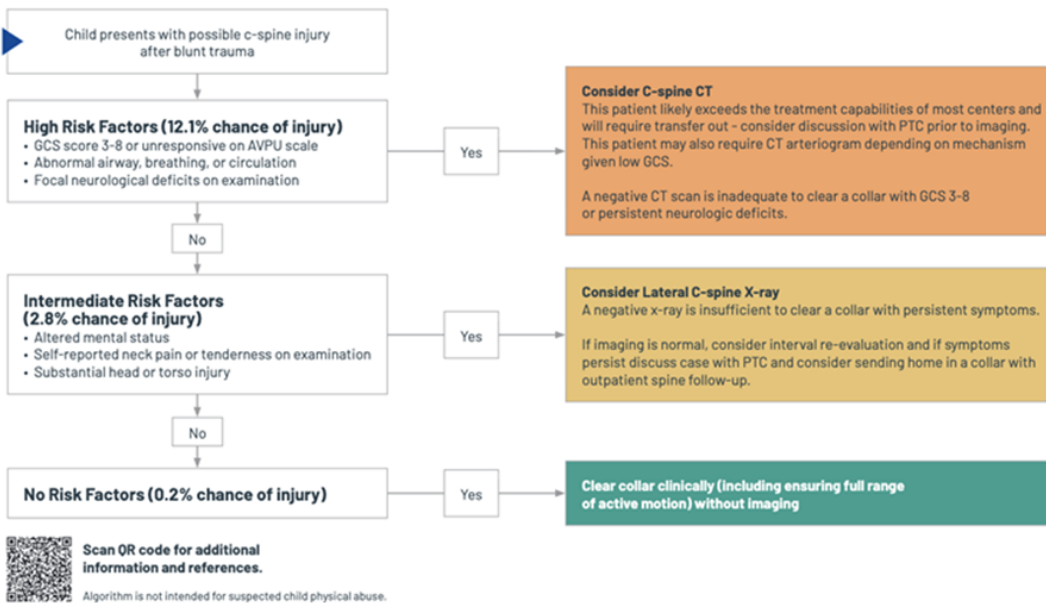 Child presents with possible c-spine injury
after blunt trauma
High Risk Factors (12.1% chance of injury)
• GCS score 3-8 or unresponsive on AVPU scale
• Abnormal airway, breathing, or circulation
• Focal neurological deficits on examination
Yes
Consider C-spine CT
This patient likely exceeds the treatment capabilities of most centers and
will require transfer out - consider discussion with PTC prior to imaging.
This patient may also require CT arteriogram depending on mechanism
given low GCS.
A negative CT scan is inadequate to clear a collar with GCS 3-8
or persistent neurologic deficits.
No
Intermediate Risk Factors
(2.8% chance of injury)
• Altered mental status
• Self-reported neck pain or tenderness on examination
• Substantial head or torso injury
Yes
Consider Lateral C-spine X-ray
A negative x-ray is insufficient to clear a collar with persistent symptoms.
If imaging is normal, consider interval re-evaluation and if symptoms
persist discuss case with PTC and consider sending home in a collar with
outpatient spine follow-up.
No
No Risk Factors (0.2% chance of injury)
Yes
Clear collar clinically (including ensuring full range
of active motion) without imaging
Scan QR code for additional
information and references.
Algorithm is not intended for suspected child physical abuse.